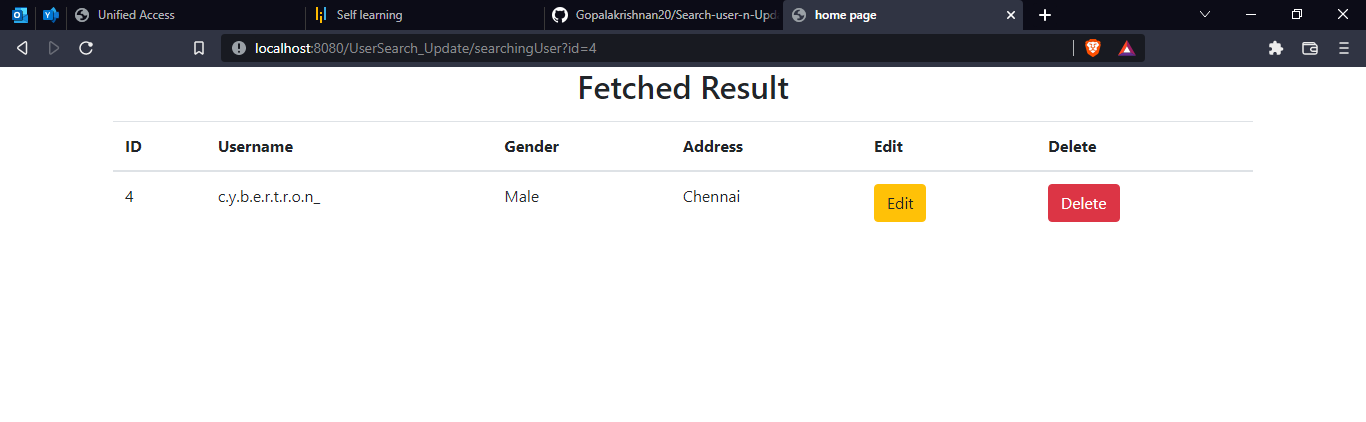 Unified Access
Self learning
Gopalakrishnan20/Search-user-n-Upd
home page
localhost:8080/UserSearch_Update/searchingUser?id=4
Fetched Result
ID Username Gender Address Edit Delete
4 c.y.b.e.r.t.r.o.n_ Male Chennai Edit Delete